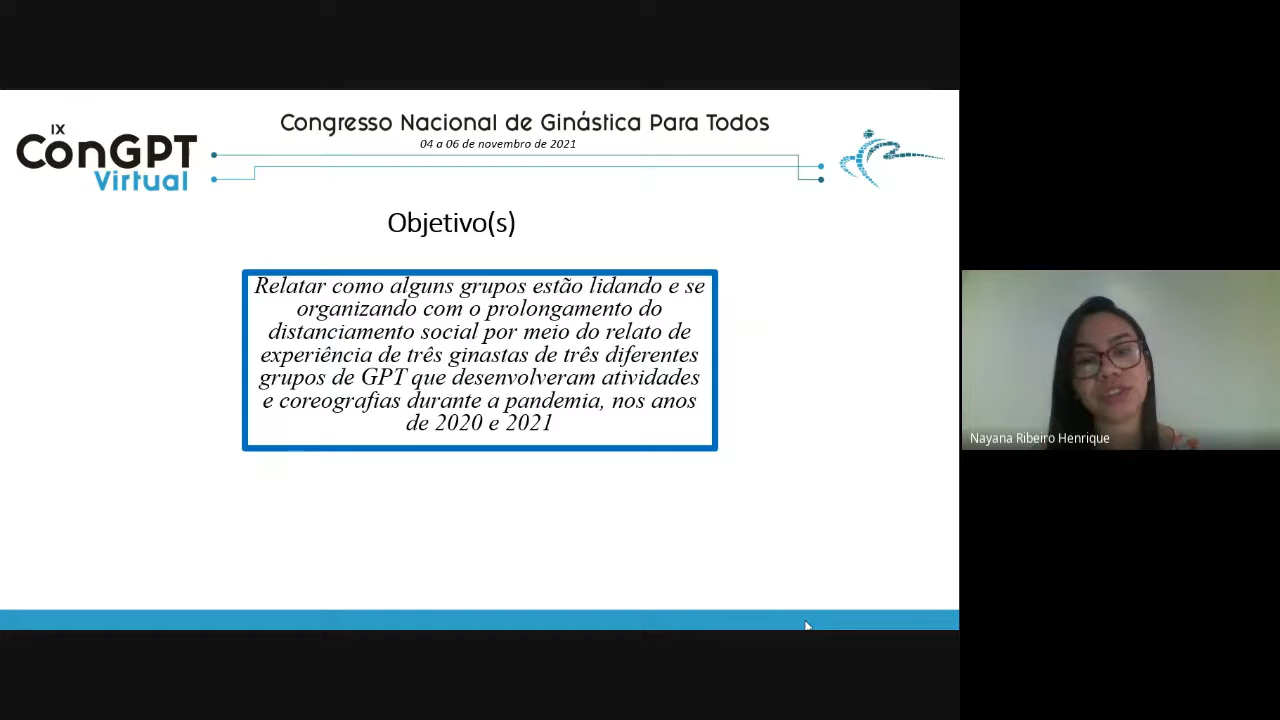 IX
ConGPT
Virtual
Congresso Nacional de Ginástica Para Todos
04 a 06 de novembro de 2021
Objetivo(s)
Relatar como alguns grupos estão lidando e se
organizando com o prolongamento do
distanciamento social por meio do relato de
experiência de três ginastas de três diferentes
grupos de GPT que desenvolveram atividades
e coreografias durante a pandemia, nos anos
de 2020 e 2021
Nayana Ribeiro Henrique